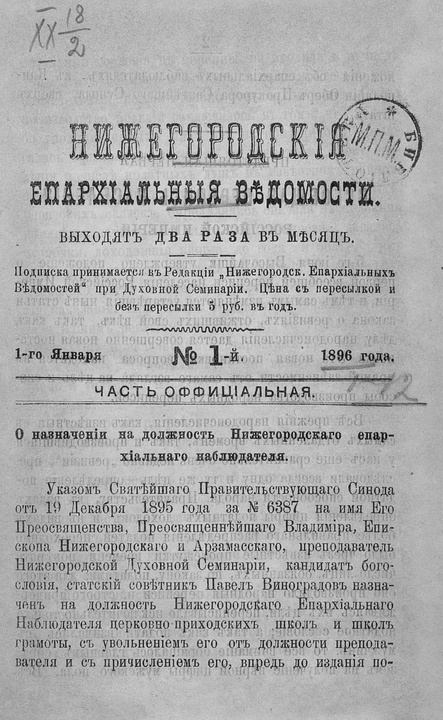 XX 18/2
НИЖЕГОРОДСКІЯ
ЕПАРХІАЛЬНЫЯ ВѢДОМОСТИ.
М.П.М.
ВЫХОДЯТЪ ДВА РАЗА ВЪ МѢСЯЦЪ.
Подписка принимается въ Редакціи „Нижегородск. Епархіальныхъ
Вѣдомостей" при Духовной Семинаріи. Цѣна съ пересылкой и
безъ пересылки 5 руб. въ годъ.
1-го Января № 1-й. 1896 года.
ЧАСТЬ ОФФИЦІАЛЬНАЯ.
О назначеніи на должность Нижегородскаго епар-
хіальнаго наблюдателя.
Указомъ Святѣйшаго Правительствующаго Синода
отъ 19 Декабря 1895 года за № 6387 на имя Его
Преосвященства, Преосвященнѣйшаго Владиміра, Епи-
скопа Нижегородскаго и Арзамасскаго, преподаватель
Нижегородской Духовной Семинаріи, кандидатъ бого-
словія, статскій совѣтникъ Павелъ Виноградовъ назна-
ченъ на должность Нижегородскаго Епархіальнаго
Наблюдателя церковно-приходскихъ школъ и школъ
грамоты, съ увольненіемъ его отъ должности препода-
вателя и съ причисленіемъ его, впредь до изданія по-